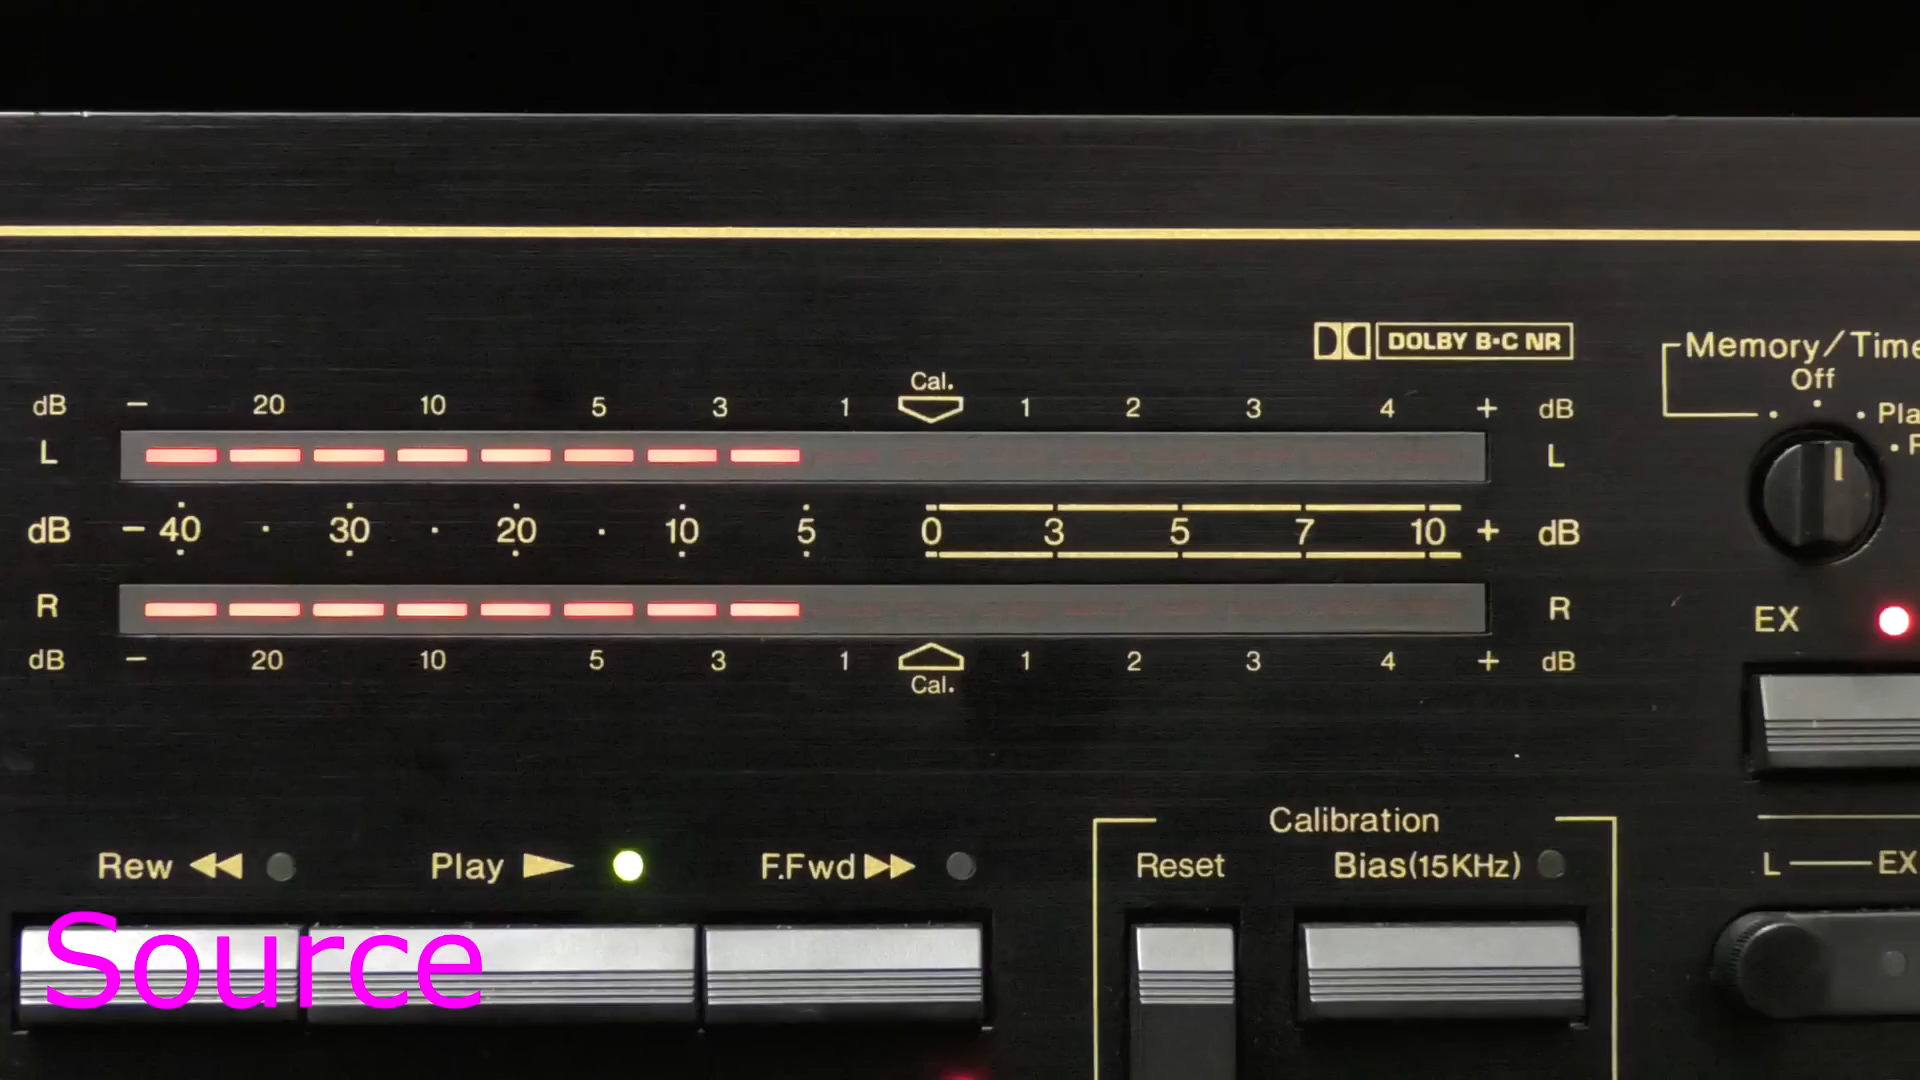 DOLBY B·C NR
Memory/Time
Off
Cal.
dB – 20 10 5 3 1 1 2 3 4 + dB
Pla
L L
dB – 40 · 30 · 20 · 10 5 0 3 5 7 10 + dB
R R
EX
dB – 20 10 5 3 1 1 2 3 4 + dB
Cal.
Calibration
Rew Play F.Fwd Reset Bias(15KHz) L EX
Source